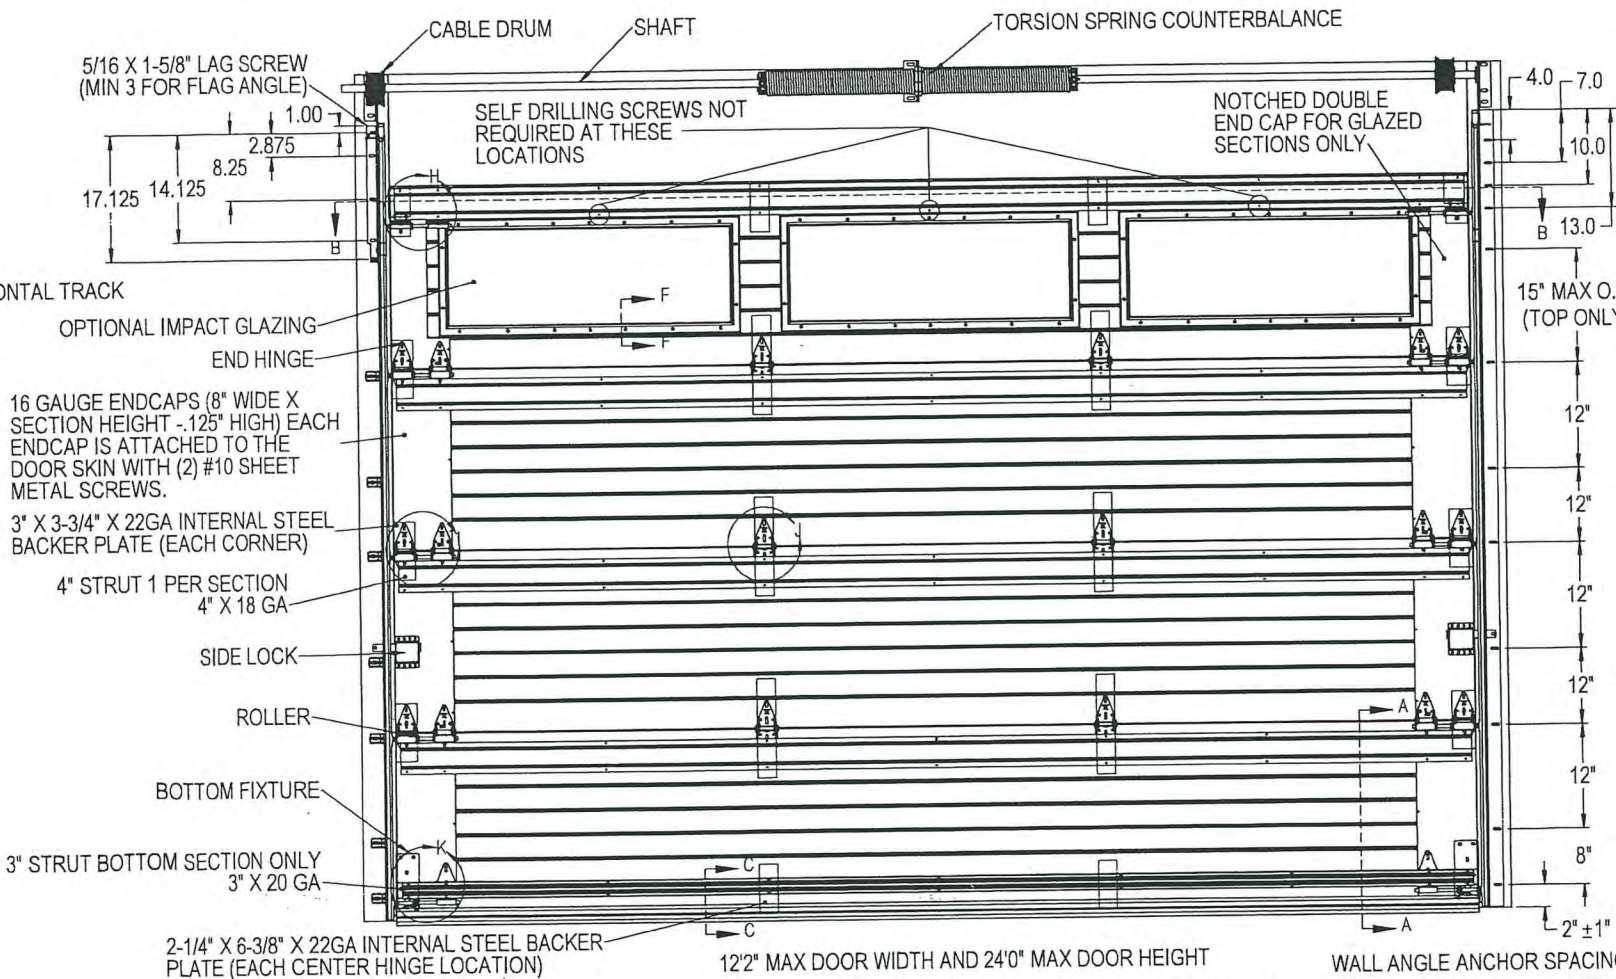 CABLE DRUM
SHAFT
TORSION SPRING COUNTERBALANCE
5/16 X 1-5/8" LAG SCREW
(MIN 3 FOR FLAG ANGLE)
SELF DRILLING SCREWS NOT
REQUIRED AT THESE
LOCATIONS
NOTCHED DOUBLE
END CAP FOR GLAZED
SECTIONS ONLY
4.0
7.0
10.0
13.0
1.00
2.875
8.25
14.125
17.125
H
B
B
ONTAL TRACK
OPTIONAL IMPACT GLAZING
F
F
15" MAX O.
(TOP ONLY
END HINGE
16 GAUGE ENDCAPS (8" WIDE X
SECTION HEIGHT -.125" HIGH) EACH
ENDCAP IS ATTACHED TO THE
DOOR SKIN WITH (2) #10 SHEET
METAL SCREWS.
12"
3" X 3-3/4" X 22GA INTERNAL STEEL
BACKER PLATE (EACH CORNER)
J
12"
4" STRUT 1 PER SECTION
4" X 18 GA
12"
SIDE LOCK
12"
ROLLER
A
12"
BOTTOM FIXTURE
K
3" STRUT BOTTOM SECTION ONLY
3" X 20 GA
C
C
8"
A
2" ±1"
2-1/4" X 6-3/8" X 22GA INTERNAL STEEL BACKER
PLATE (EACH CENTER HINGE LOCATION)
12'2" MAX DOOR WIDTH AND 24'0" MAX DOOR HEIGHT
WALL ANGLE ANCHOR SPACING